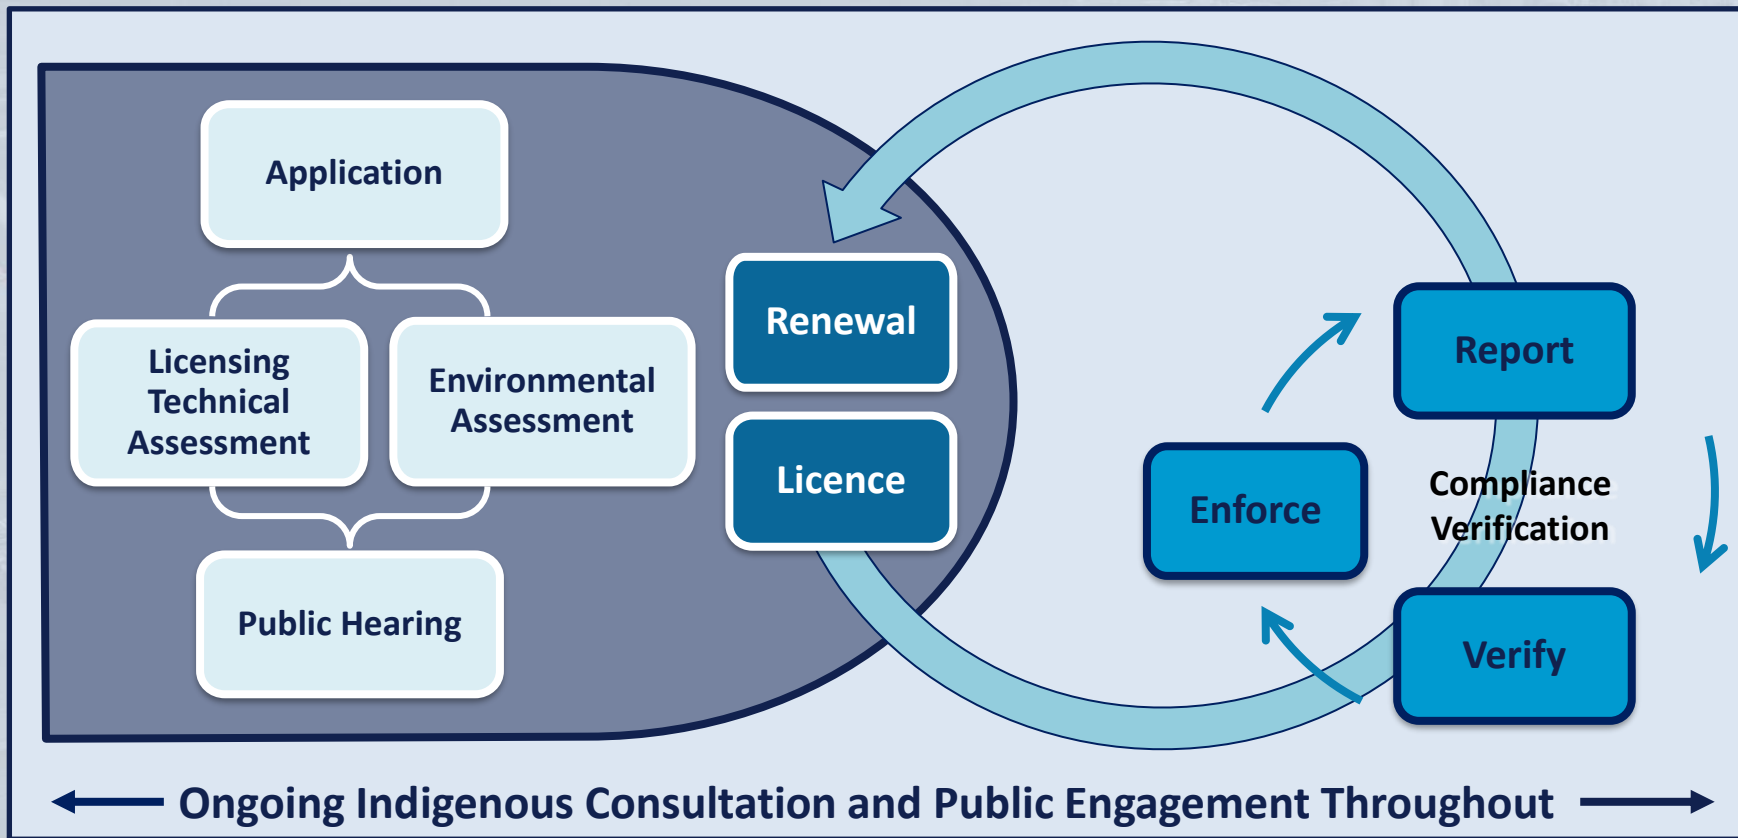 Application
Licensing
Technical
Assessment
Environmental
Assessment
Public Hearing
Renewal
Licence
Report
Enforce
Compliance
Verification
Verify
Ongoing Indigenous Consultation and Public Engagement Throughout